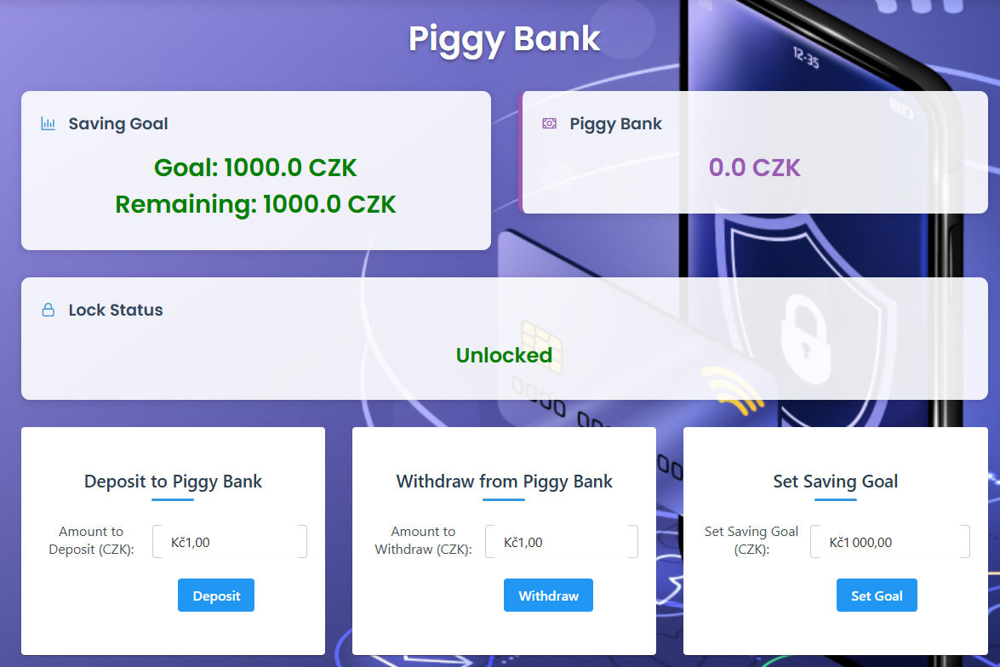 Piggy Bank
12-35
Saving Goal
Goal: 1000.0 CZK
Remaining: 1000.0 CZK
Piggy Bank
0.0 CZK
Lock Status
Unlocked
Deposit to Piggy Bank
Amount to
Deposit (CZK):
Kč1,00
Deposit
Withdraw from Piggy Bank
Amount to
Withdraw (CZK):
Kč1,00
Withdraw
Set Saving Goal
Set Saving Goal
(CZK):
Kč1 000,00
Set Goal